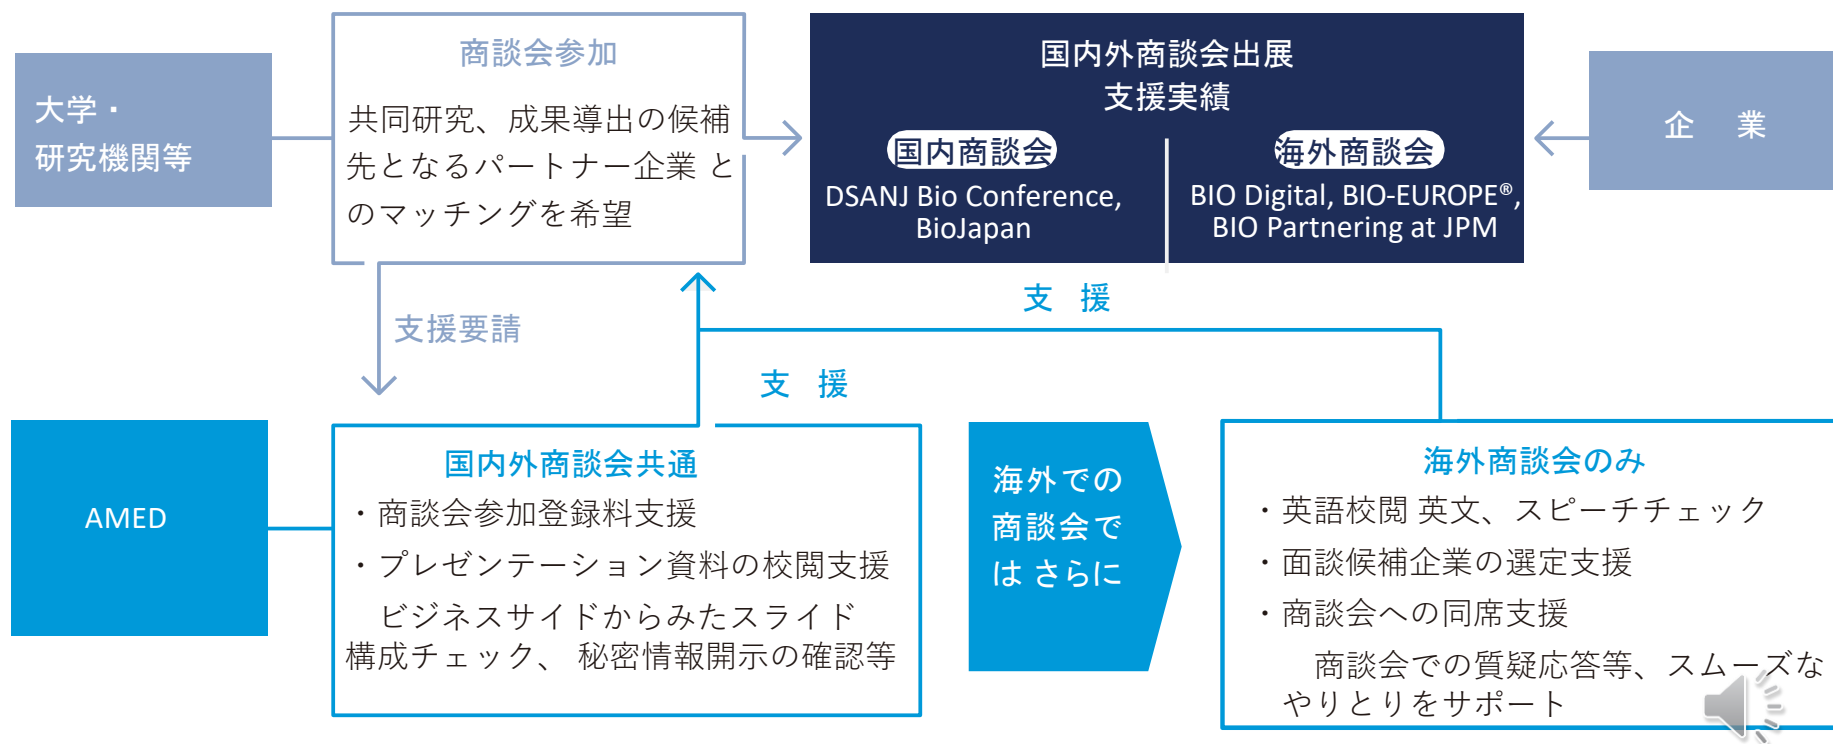 大学・
研究機関等
商談会参加
共同研究、成果導出の候補
先となるパートナー企業 と
のマッチングを希望
国内外商談会出展
支援実績
国内商談会
DSANJ Bio Conference,
BioJapan
海外商談会
BIO Digital, BIO-EUROPE®,
BIO Partnering at JPM
企 業
支援要請
支 援
支 援
AMED
国内外商談会共通
・商談会参加登録料支援
・プレゼンテーション資料の校閲支援
ビジネスサイドからみたスライド
構成チェック、 秘密情報開示の確認等
海外での
商談会で
は さらに
海外商談会のみ
・英語校閲 英文、スピーチチェック
・面談候補企業の選定支援
・商談会への同席支援
商談会での質疑応答等、スムーズな
やりとりをサポート